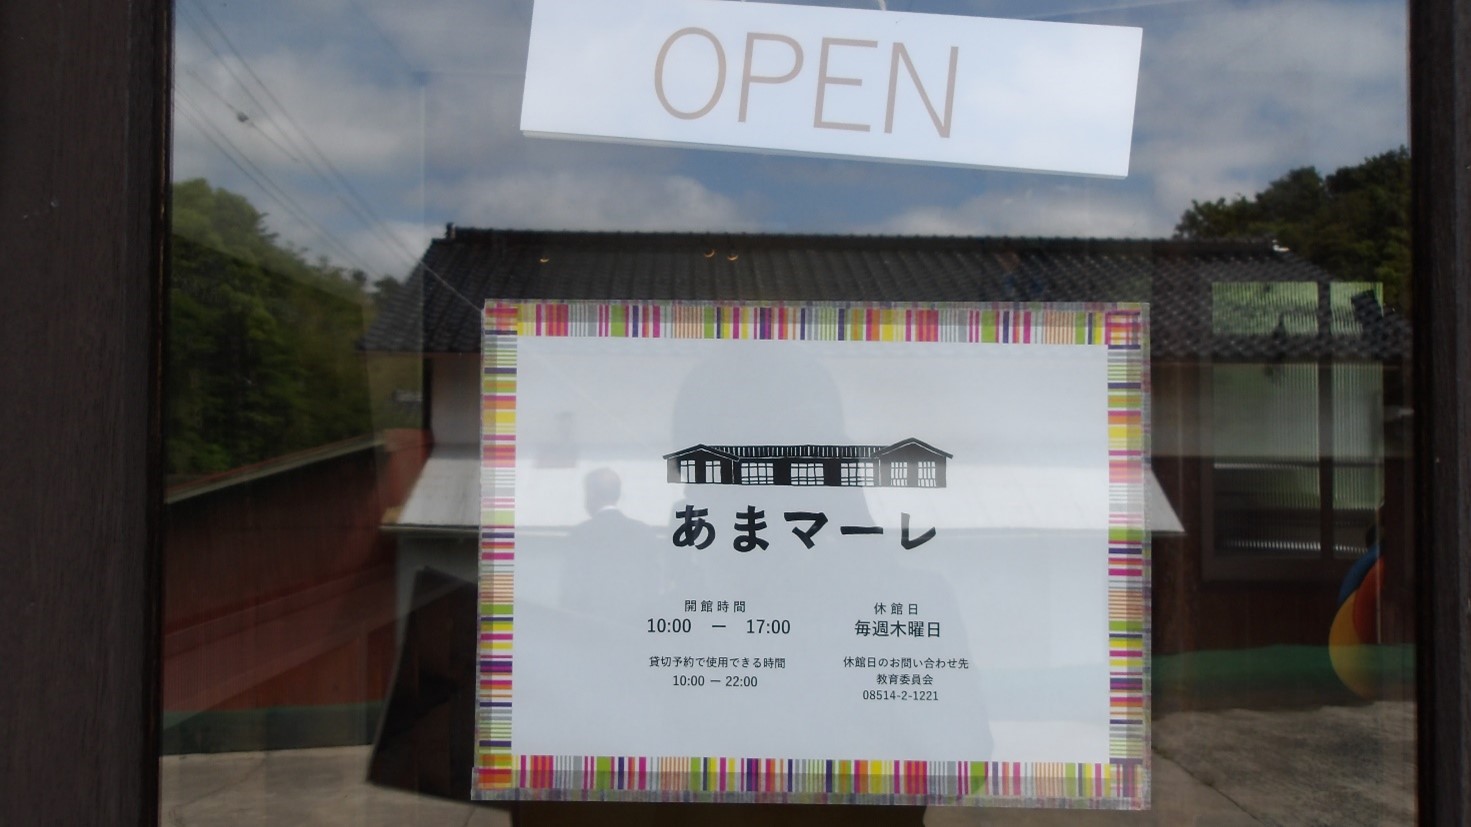 OPEN
あまマーレ
開館時間
10:00 ー 17:00
貸切予約で使用できる時間
10:00 ー 22:00
休館日
毎週木曜日
休館日のお問い合わせ先
教育委員会
08514-2-1221